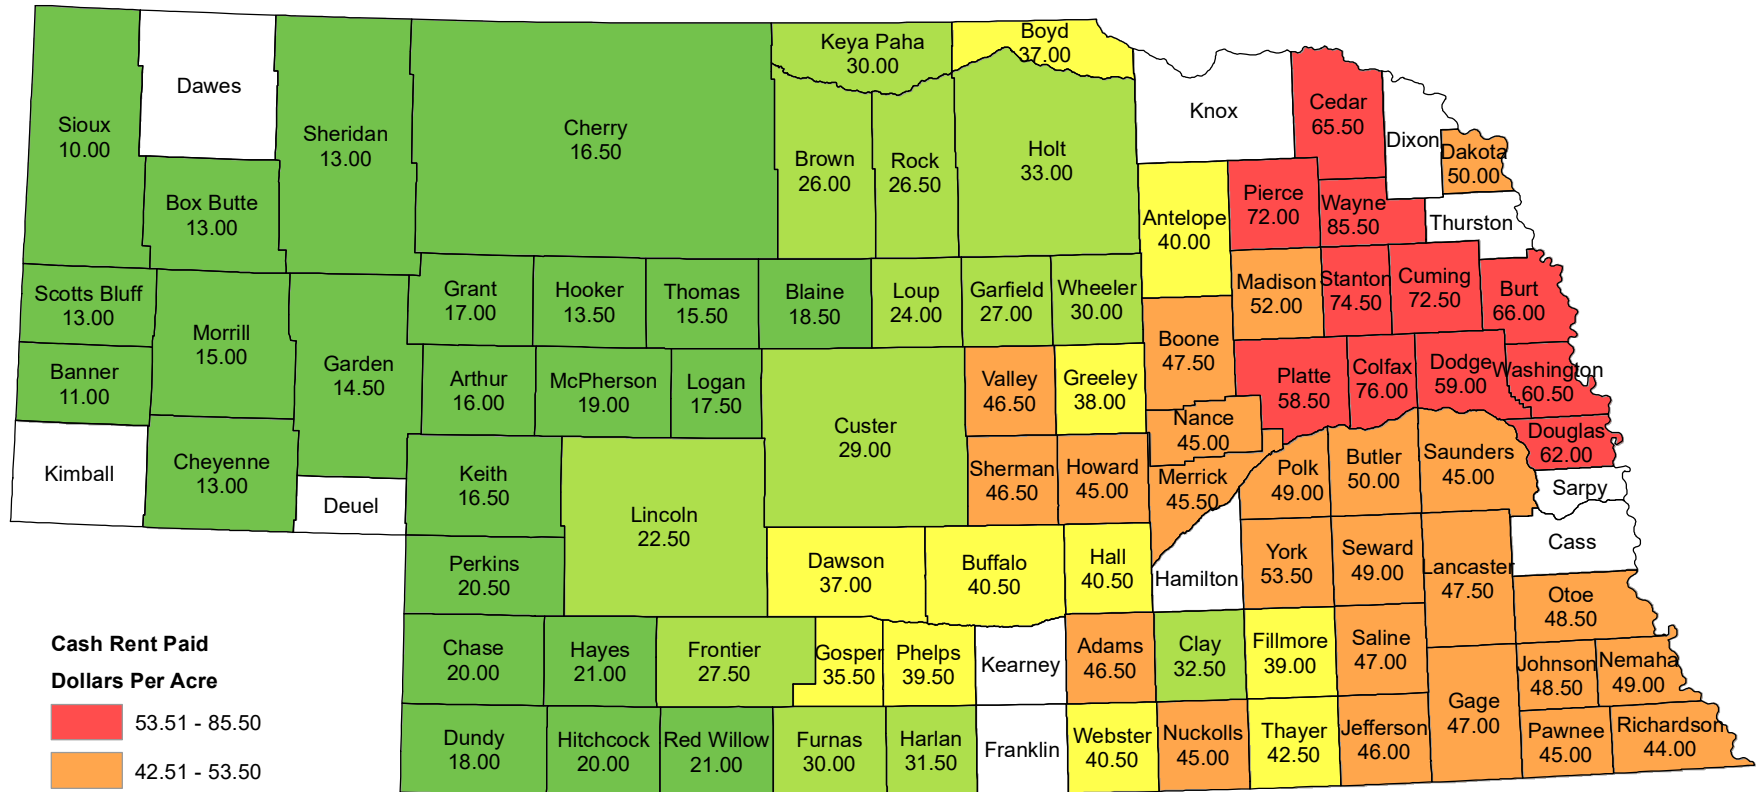 Boyd
37.00
Keya Paha
30.00
Dawes
Cedar
65.50
Knox
Sioux
10.00
Sheridan
13.00
Cherry
16.50
Dixon
Dakota
50.00
Brown
26.00
Rock
26.50
Holt
33.00
Box Butte
13.00
Pierce
72.00
Wayne
85.50
Antelope
40.00
Thurston
Scotts Bluff
13.00
Grant
17.00
Hooker
13.50
Thomas
15.50
Blaine
18.50
Loup
24.00
Garfield
27.00
Wheeler
30.00
Madison
52.00
Stanton
74.50
Cuming
72.50
Burt
66.00
Morrill
15.00
Boone
47.50
Banner
11.00
Garden
14.50
Arthur
16.00
McPherson
19.00
Logan
17.50
Valley
46.50
Greeley
38.00
Platte
58.50
Colfax
76.00
Dodge
59.00
Washington
60.50
Custer
29.00
Nance
45.00
Douglas
62.00
Kimball
Cheyenne
13.00
Keith
16.50
Sherman
46.50
Howard
45.00
Merrick
45.50
Polk
49.00
Butler
50.00
Saunders
45.00
Sarpy
Deuel
Lincoln
22.50
Cass
Perkins
20.50
Dawson
37.00
Buffalo
40.50
Hall
40.50
Hamilton
York
53.50
Seward
49.00
Lancaster
47.50
Otoe
48.50
Cash Rent Paid
Dollars Per Acre
Chase
20.00
Hayes
21.00
Frontier
27.50
Gosper
35.50
Phelps
39.50
Kearney
Adams
46.50
Clay
32.50
Fillmore
39.00
Saline
47.00
Johnson
48.50
Nemaha
49.00
Gage
47.00
53.51 - 85.50
Dundy
18.00
Hitchcock
20.00
Red Willow
21.00
Furnas
30.00
Harlan
31.50
Franklin
Webster
40.50
Nuckolls
45.00
Thayer
42.50
Jefferson
46.00
Pawnee
45.00
Richardson
44.00
42.51 - 53.50